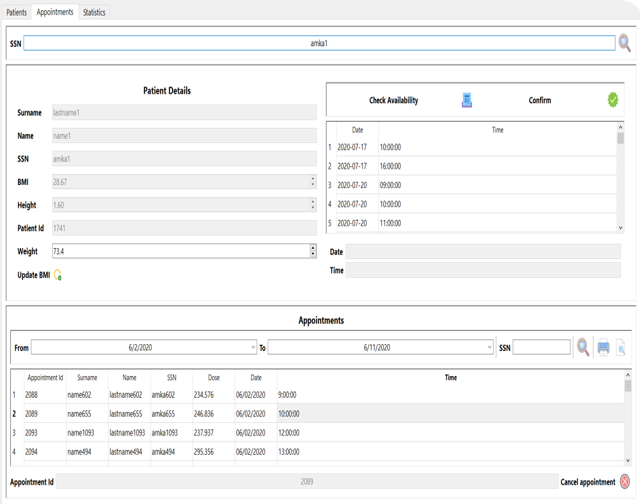 Patients Appointments Statistics
SSN amka1
Patient Details
Surname lastname1
Name name1
SSN amka1
BMI 28.67
Height 1.60
Patient Id 1741
Weight 73.4
Update BMI
Check Availability Confirm
Date Time
1 2020-07-17 10:00:00
2 2020-07-17 16:00:00
3 2020-07-20 09:00:00
4 2020-07-20 10:00:00
5 2020-07-20 11:00:00
Date
Time
Appointments
From 6/2/2020 To 6/11/2020 SSN
Appointment Id Surname Name SSN Dose Date Time
1 2088 name602 lastname602 amka602 234.576 06/02/2020 9:00:00
2 2089 name655 lastname655 amka655 246.836 06/02/2020 10:00:00
3 2093 name1093 lastname1093 amka1093 237.937 06/02/2020 12:00:00
4 2094 name494 lastname494 amka494 295.356 06/02/2020 13:00:00
Appointment Id 2089 Cancel appointment